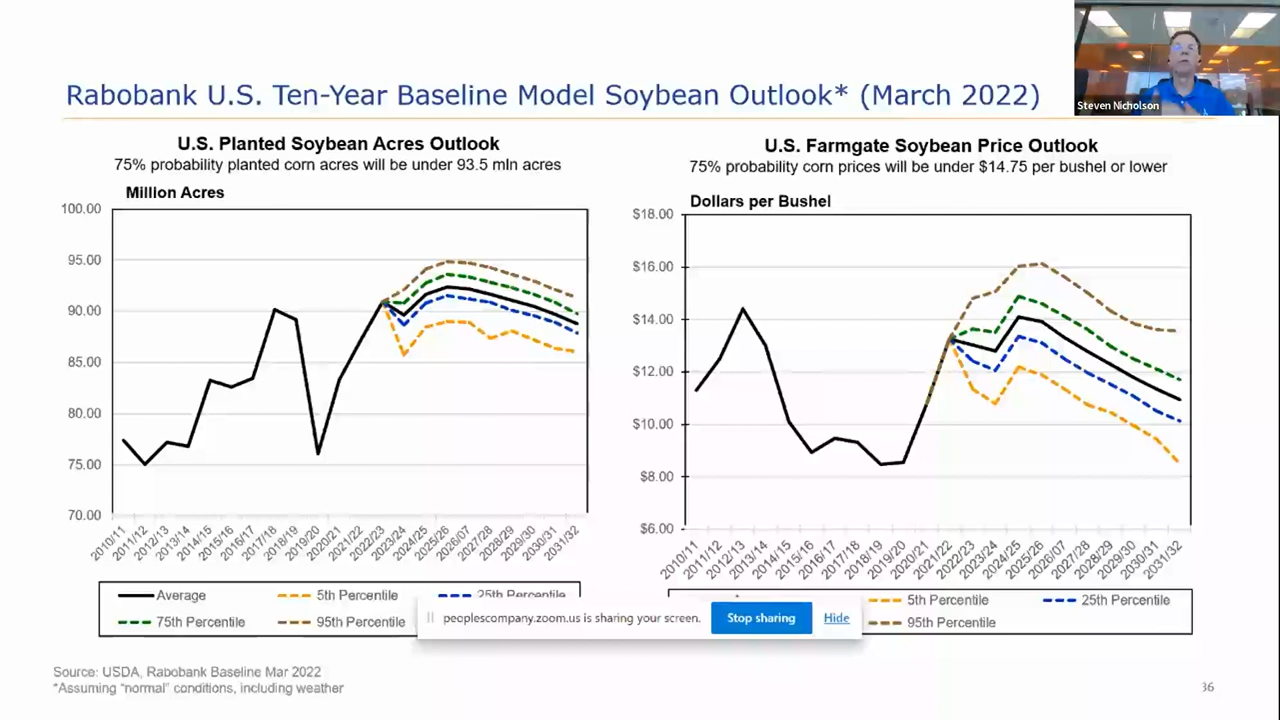 Steven Nicholson
Rabobank U.S. Ten-Year Baseline Model Soybean Outlook* (March 2022)
U.S. Planted Soybean Acres Outlook
75% probability planted corn acres will be under 93.5 mln acres
Million Acres
100.00
95.00
90.00
85.00
80.00
75.00
70.00
2010/11
2011/12
2012/13
2013/14
2014/15
2015/16
2016/17
2017/18
2018/19
2019/20
2020/21
2021/22
2022/23
2023/24
2024/25
2025/26
2026/07
2027/28
2028/29
2029/30
2030/31
2031/32
Average
5th Percentile
25th Percentile
75th Percentile
95th Percentile
U.S. Farmgate Soybean Price Outlook
75% probability corn prices will be under $14.75 per bushel or lower
Dollars per Bushel
$18.00
$16.00
$14.00
$12.00
$10.00
$8.00
$6.00
2010/11
2011/12
2012/13
2013/14
2014/15
2015/16
2016/17
2017/18
2018/19
2019/20
2020/21
2021/22
2022/23
2023/24
2024/25
2025/26
2026/07
2027/28
2028/29
2029/30
2030/31
2031/32
5th Percentile
25th Percentile
95th Percentile
peoplescompany.zoom.us is sharing your screen.
Stop sharing
Hide
Source: USDA, Rabobank Baseline Mar 2022
*Assuming "normal" conditions, including weather
36